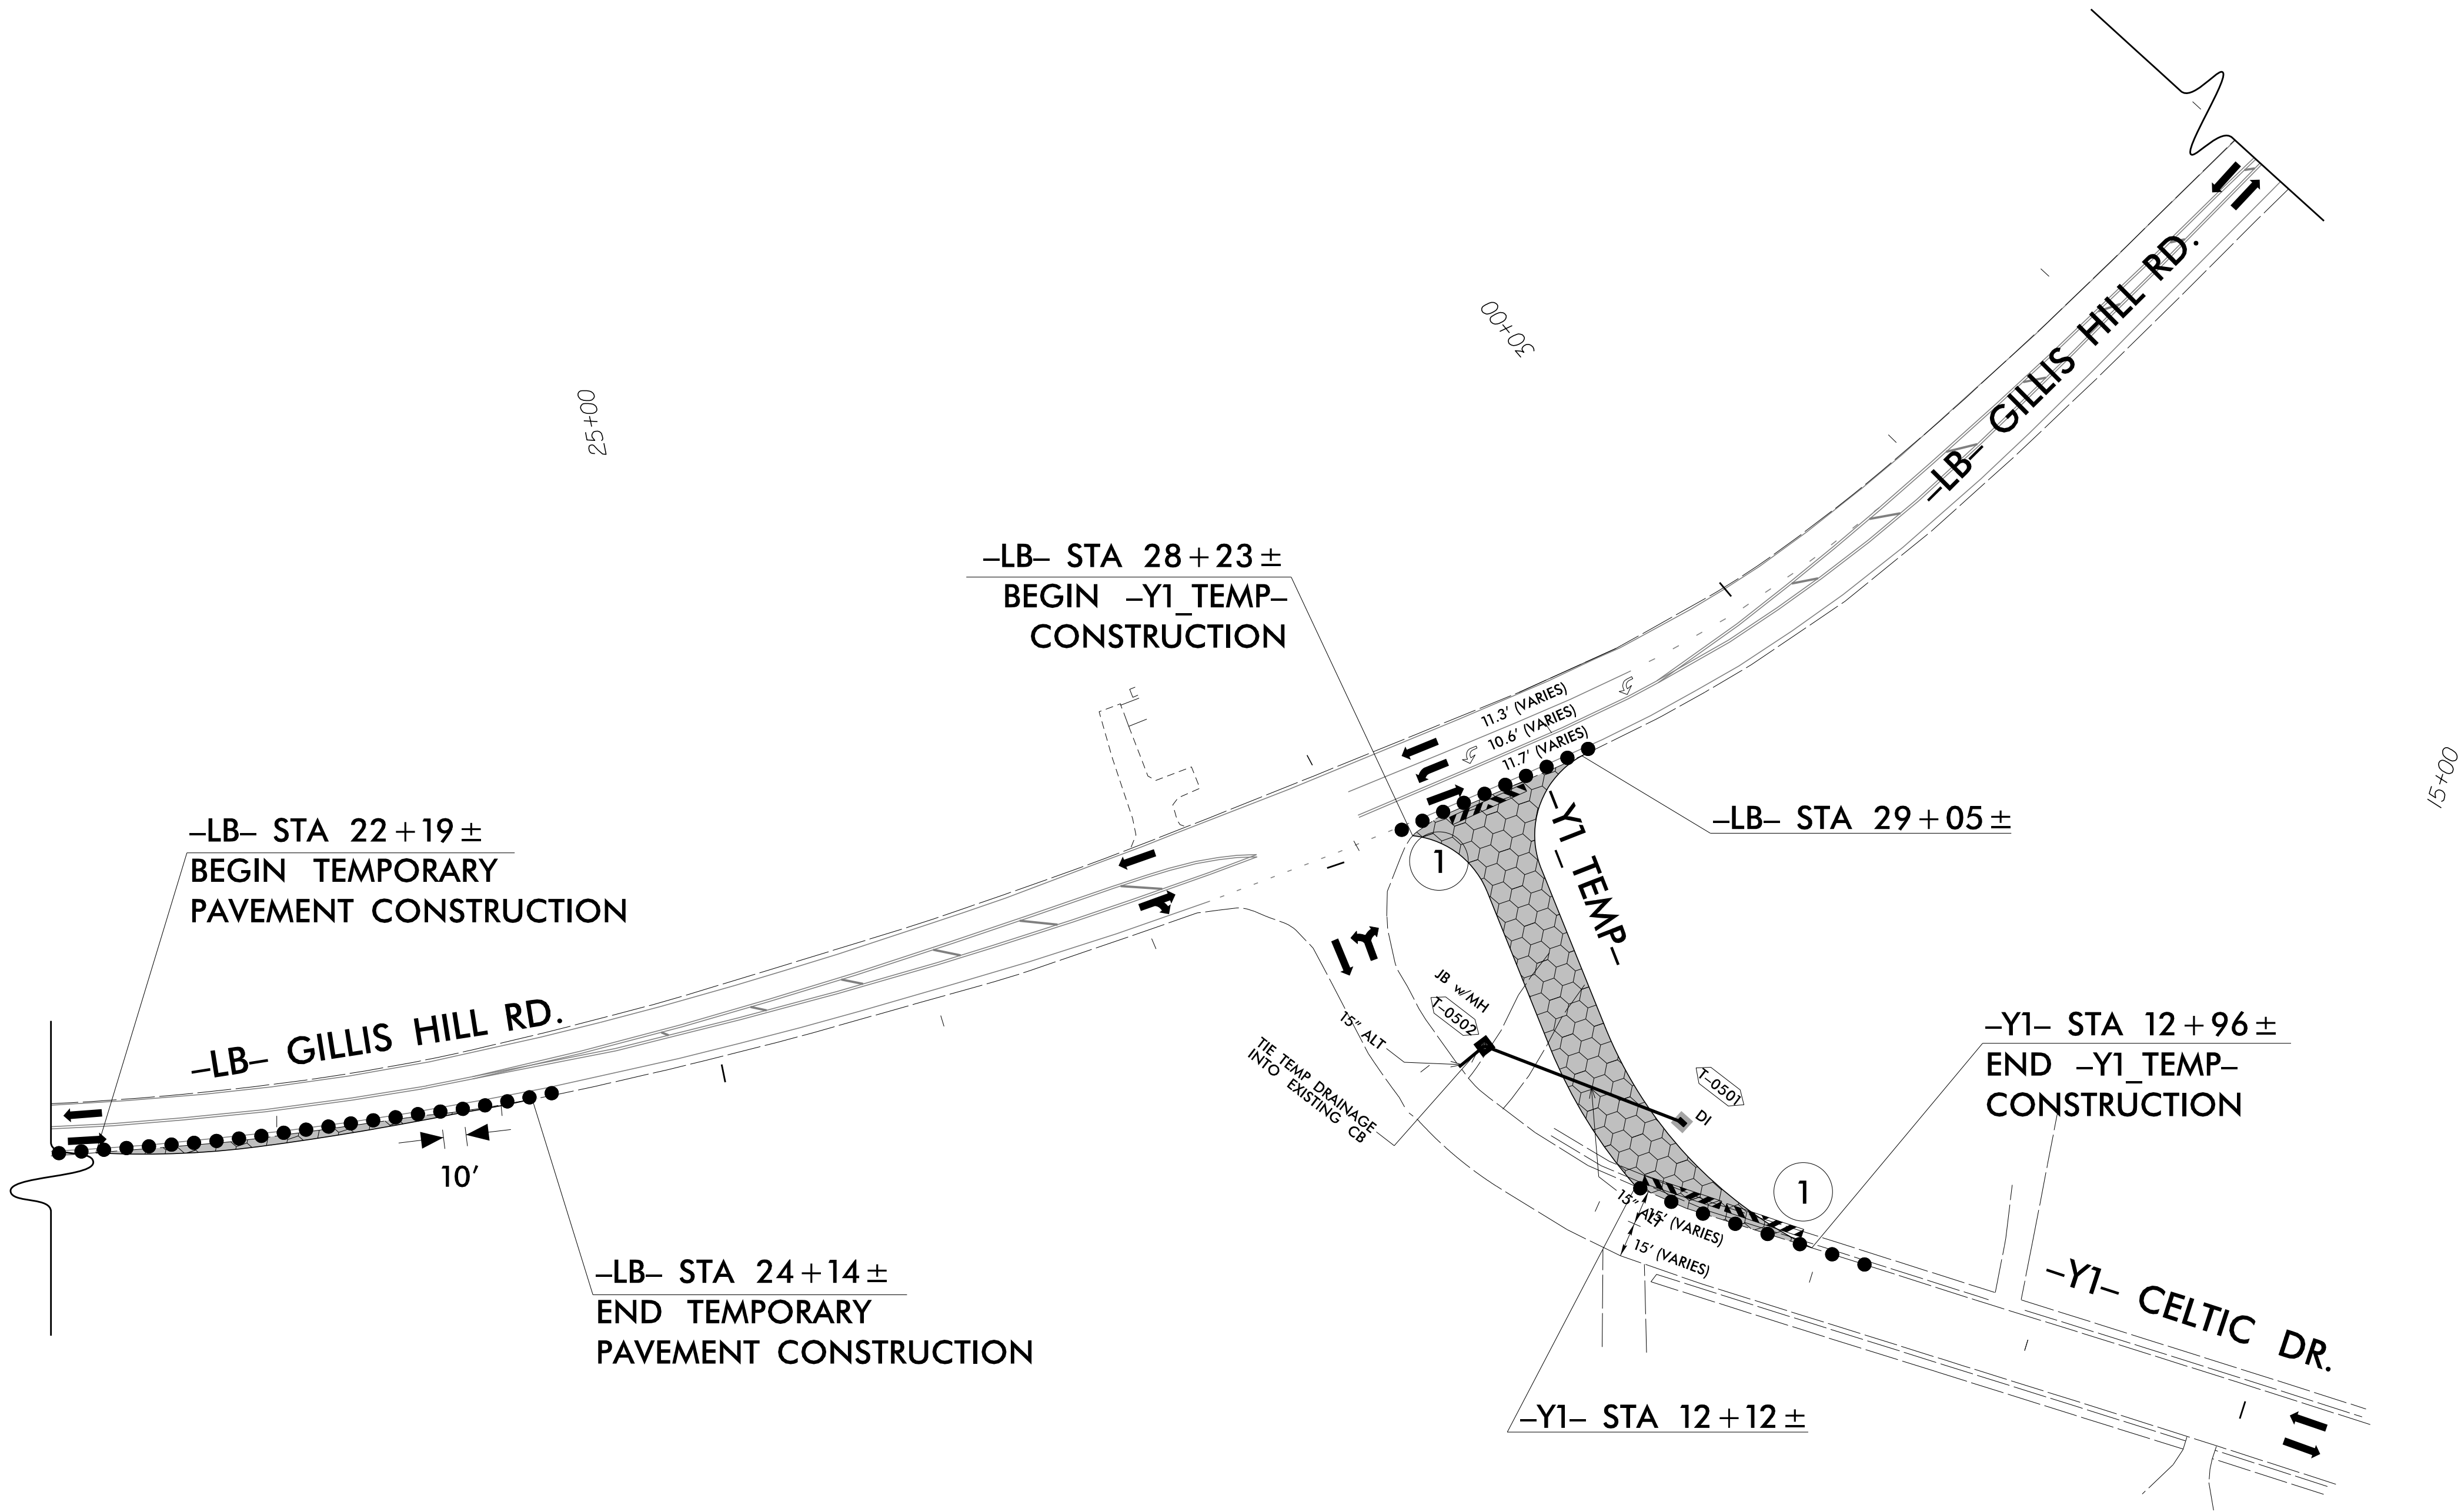 –LB– GILLIS HILL RD.
30+00
25+00
–LB– STA 28+23±
BEGIN –Y1_TEMP–
CONSTRUCTION
11.3' (VARIES)
10.6' (VARIES)
11.7' (VARIES)
15+00
–LB– STA 29+05±
–Y1_TEMP–
–LB– STA 22+19±
BEGIN TEMPORARY
PAVEMENT CONSTRUCTION
1
–LB– GILLIS HILL RD.
JB w/MH
T–0502
15" ALT
TIE TEMP DRAINAGE
INTO EXISTING CB
–Y1– STA 12+96±
END –Y1_TEMP–
CONSTRUCTION
T–0501
DI
10'
1
15"
ALT
15' (VARIES)
15' (VARIES)
–LB– STA 24+14±
END TEMPORARY
PAVEMENT CONSTRUCTION
–Y1– CELTIC DR.
–Y1– STA 12+12±